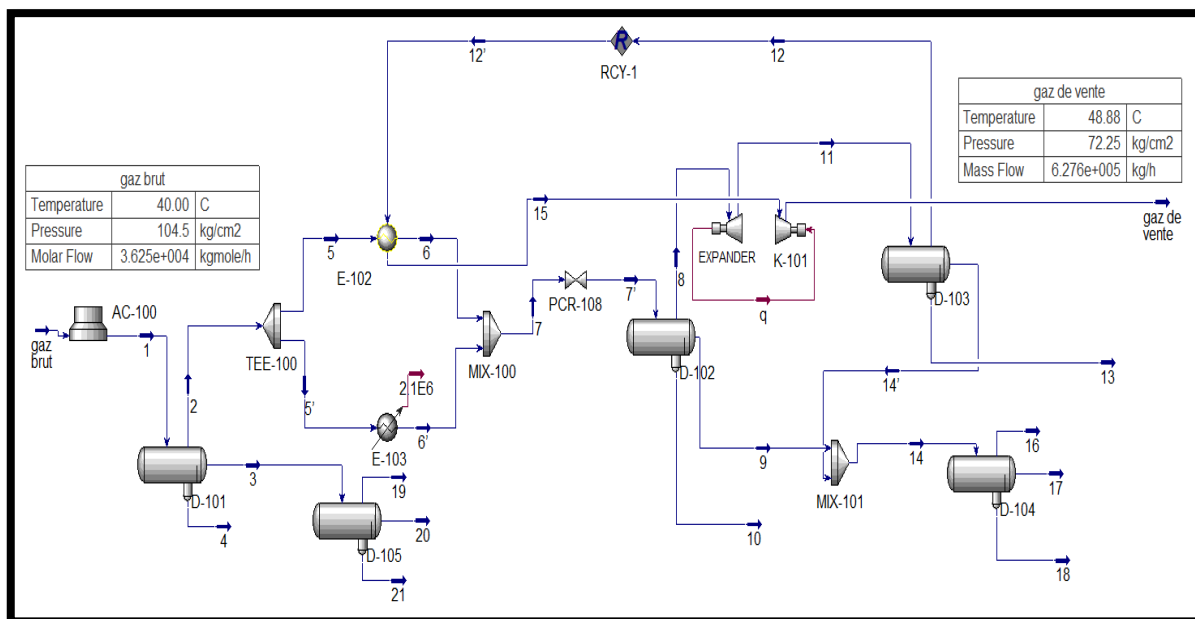 12'
R
RCY-1
12
gaz de vente
Temperature 48.88 C
Pressure 72.25 kg/cm2
Mass Flow 6.276e+005 kg/h
gaz brut
Temperature 40.00 C
Pressure 104.5 kg/cm2
Molar Flow 3.625e+004 kgmole/h
11
15
gaz de
vente
5
6
E-102
8
EXPANDER
K-101
D-103
AC-100
PCR-108
7'
q
gaz
brut
1
TEE-100
7
MIX-100
D-102
13
2
2.1E6
14'
5'
6'
E-103
9
14
16
3
MIX-101
17
D-101
19
D-104
4
20
10
D-105
18
21